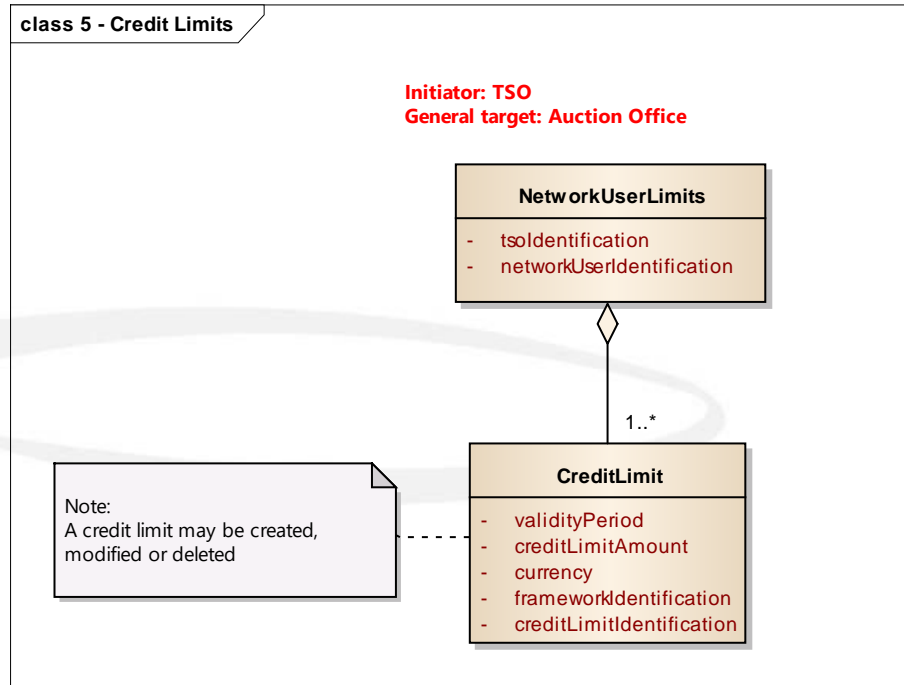 class 5 - Credit Limits
Initiator: TSO
General target: Auction Office
NetworkUserLimits
- tsoIdentification
- networkUserIdentification
1..*
CreditLimit
- validityPeriod
- creditLimitAmount
- currency
- frameworkIdentification
- creditLimitIdentification
Note:
A credit limit may be created,
modified or deleted